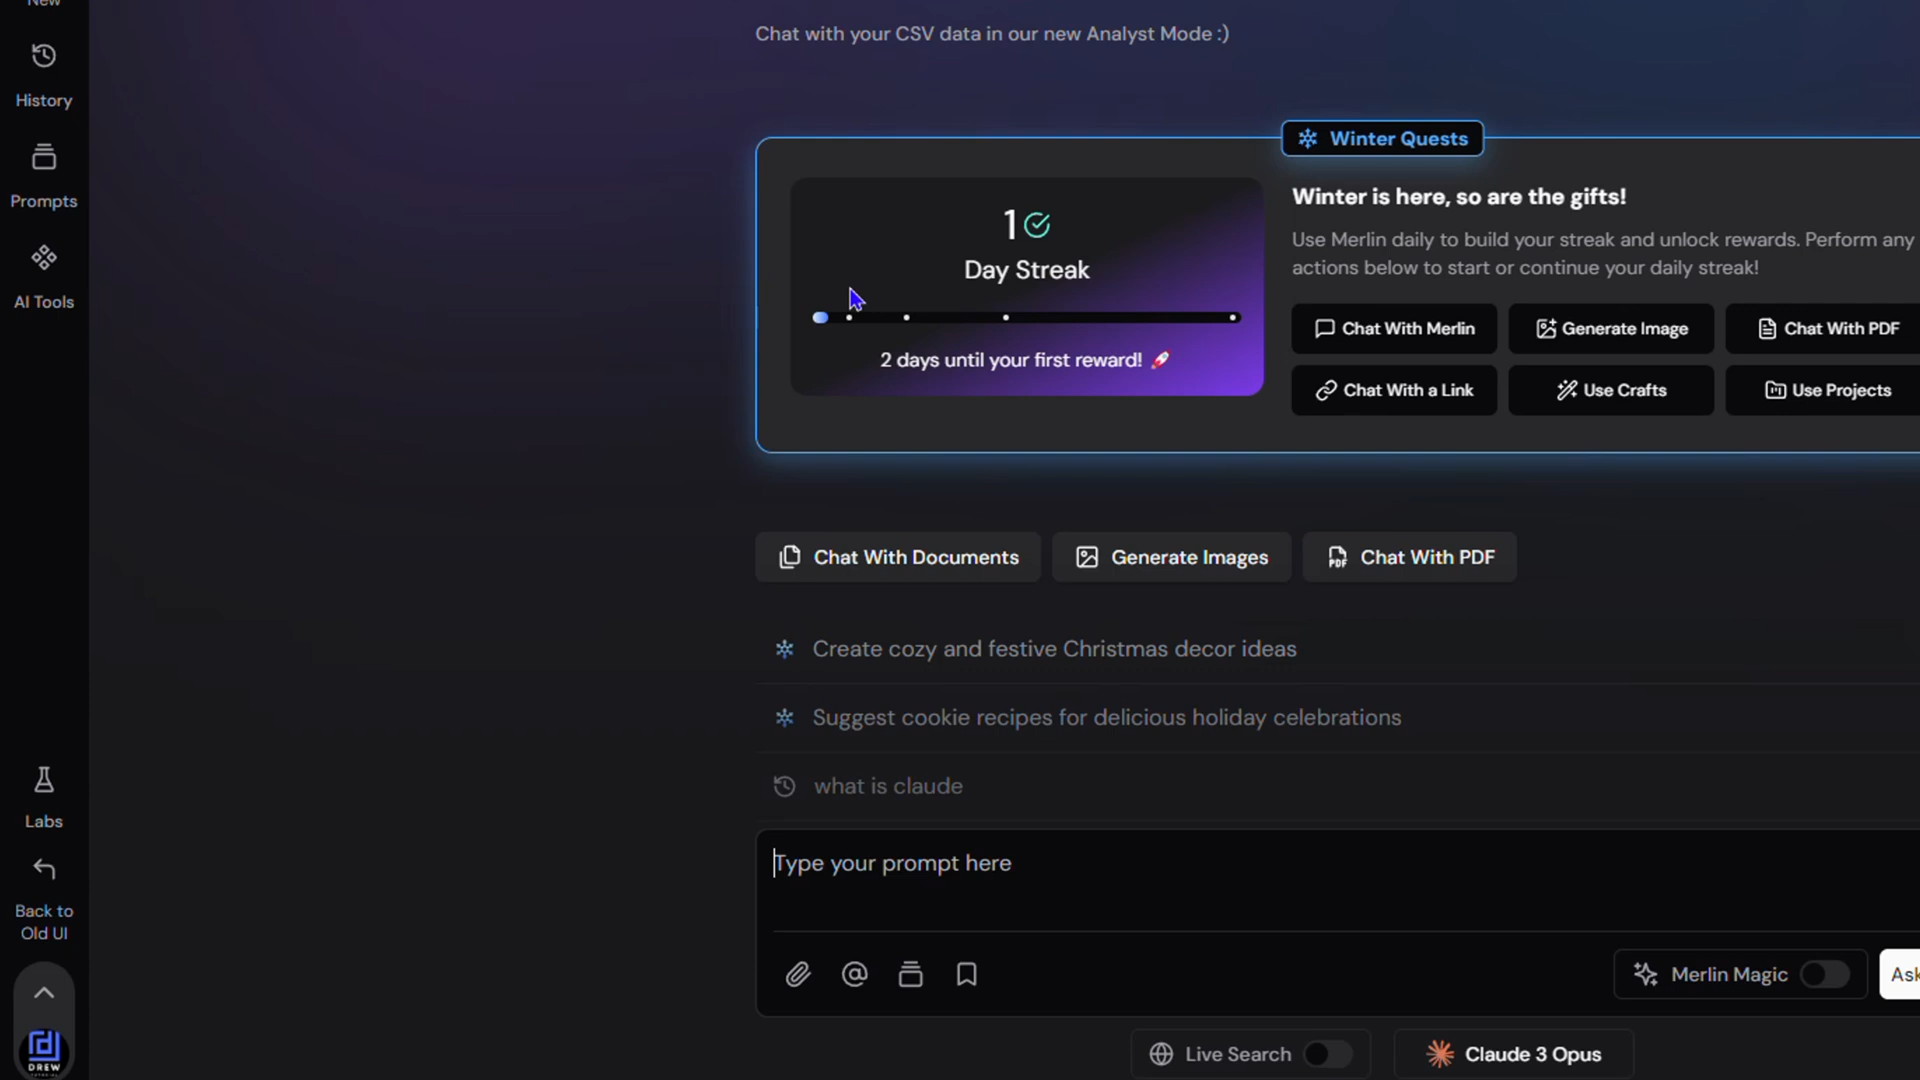 New
History
Prompts
AI Tools
Labs
Back to
Old UI
DREW
Chat with your CSV data in our new Analyst Mode :)
Winter Quests
1
Day Streak
2 days until your first reward! 🚀
Winter is here, so are the gifts!
Use Merlin daily to build your streak and unlock rewards. Perform any
actions below to start or continue your daily streak!
Chat With Merlin
Generate Image
Chat With PDF
Chat With a Link
Use Crafts
Use Projects
Chat With Documents
Generate Images
PDF
Chat With PDF
Create cozy and festive Christmas decor ideas
Suggest cookie recipes for delicious holiday celebrations
what is claude
Type your prompt here
Merlin Magic
Ask
Live Search
Claude 3 Opus